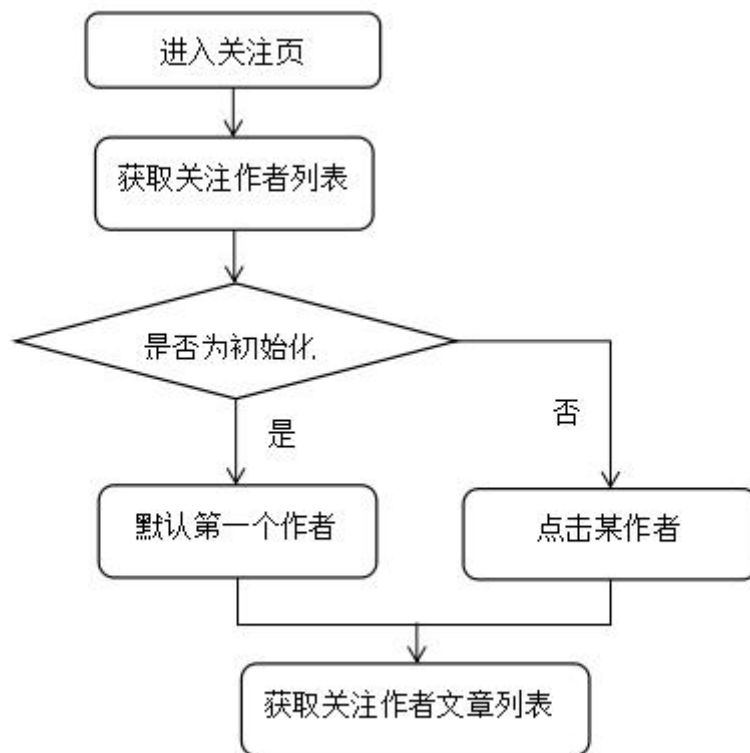 进入关注页
获取关注作者列表
是否为初始化
是
否
默认第一个作者
点击某作者
获取关注作者文章列表